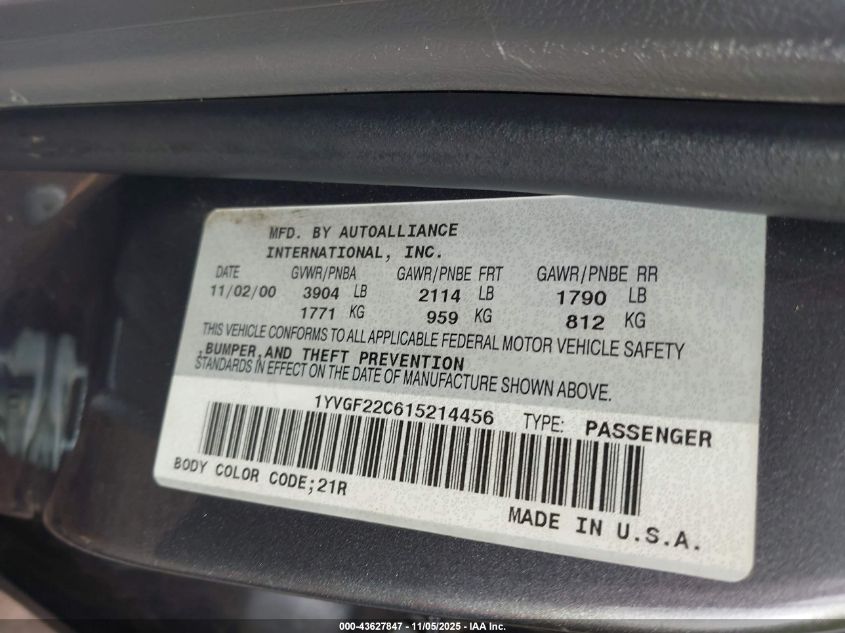 MFD. BY AUTOALLIANCE
INTERNATIONAL, INC.
DATE GVWR/PNBA GAWR/PNBE FRT GAWR/PNBE RR
11/02/00 3904 LB 2114 LB 1790 LB
1771 KG 959 KG 812 KG
THIS VEHICLE CONFORMS TO ALL APPLICABLE FEDERAL MOTOR VEHICLE SAFETY
,BUMPER,AND THEFT PREVENTION
STANDARDS IN EFFECT ON THE DATE OF MANUFACTURE SHOWN ABOVE.
1YVGF22C615214456 TYPE: PASSENGER
BODY COLOR CODE;21R
MADE IN U.S.A.
000-43627847 - 11/05/2025 - IAA Inc.